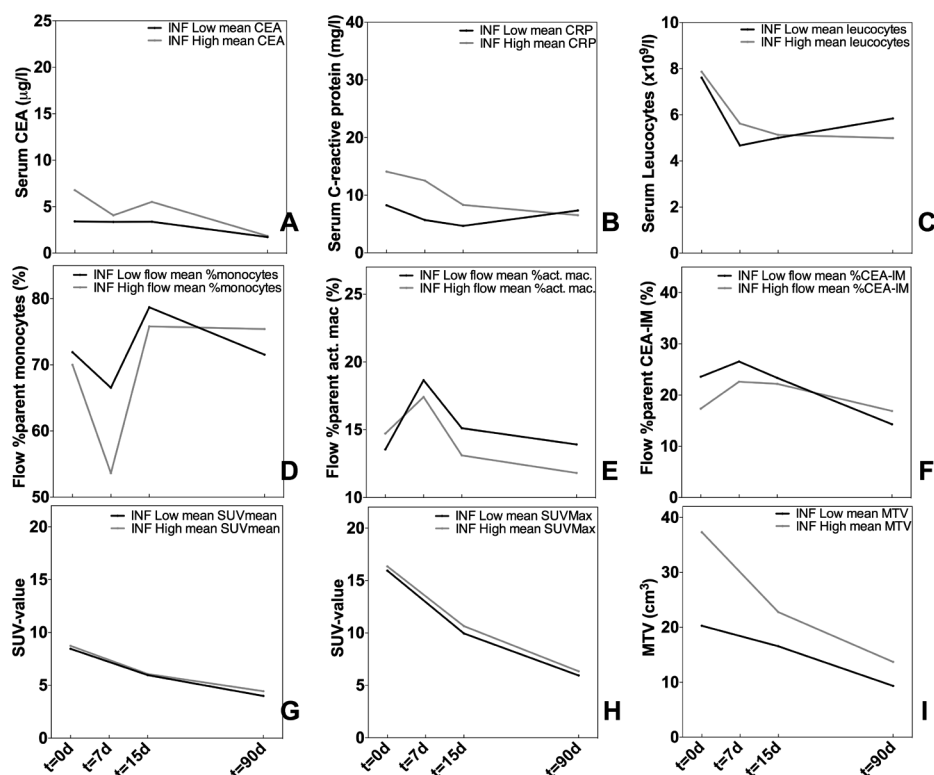 INF Low mean CEA
INF High mean CEA
Serum CEA (μg/l)
25
20
15
10
5
0
A
INF Low mean CRP
INF High mean CRP
Serum C-reactive protein (mg/l)
40
30
20
10
0
B
INF Low mean leucocytes
INF High mean leucocytes
Serum Leucocytes (x10⁹/l)
10
8
6
4
2
0
C
INF Low flow mean %monocytes
INF High flow mean %monocytes
Flow %parent monocytes (%)
80
70
60
50
D
INF Low flow mean %act. mac.
INF High flow mean %act. mac.
Flow %parent act. mac (%)
25
20
15
10
E
INF Low flow mean %CEA-IM
INF High flow mean %CEA-IM
Flow %parent CEA-IM (%)
40
30
20
10
0
F
INF Low mean SUVmean
INF High mean SUVmean
SUV-value
20
15
10
5
0
t=0d
t=7d
t=15d
t=90d
G
INF Low mean SUVMax
INF High mean SUVMax
SUV-value
20
15
10
5
0
t=0d
t=7d
t=15d
t=90d
H
INF Low mean MTV
INF High mean MTV
MTV (cm³)
40
30
20
10
0
t=0d
t=7d
t=15d
t=90d
I